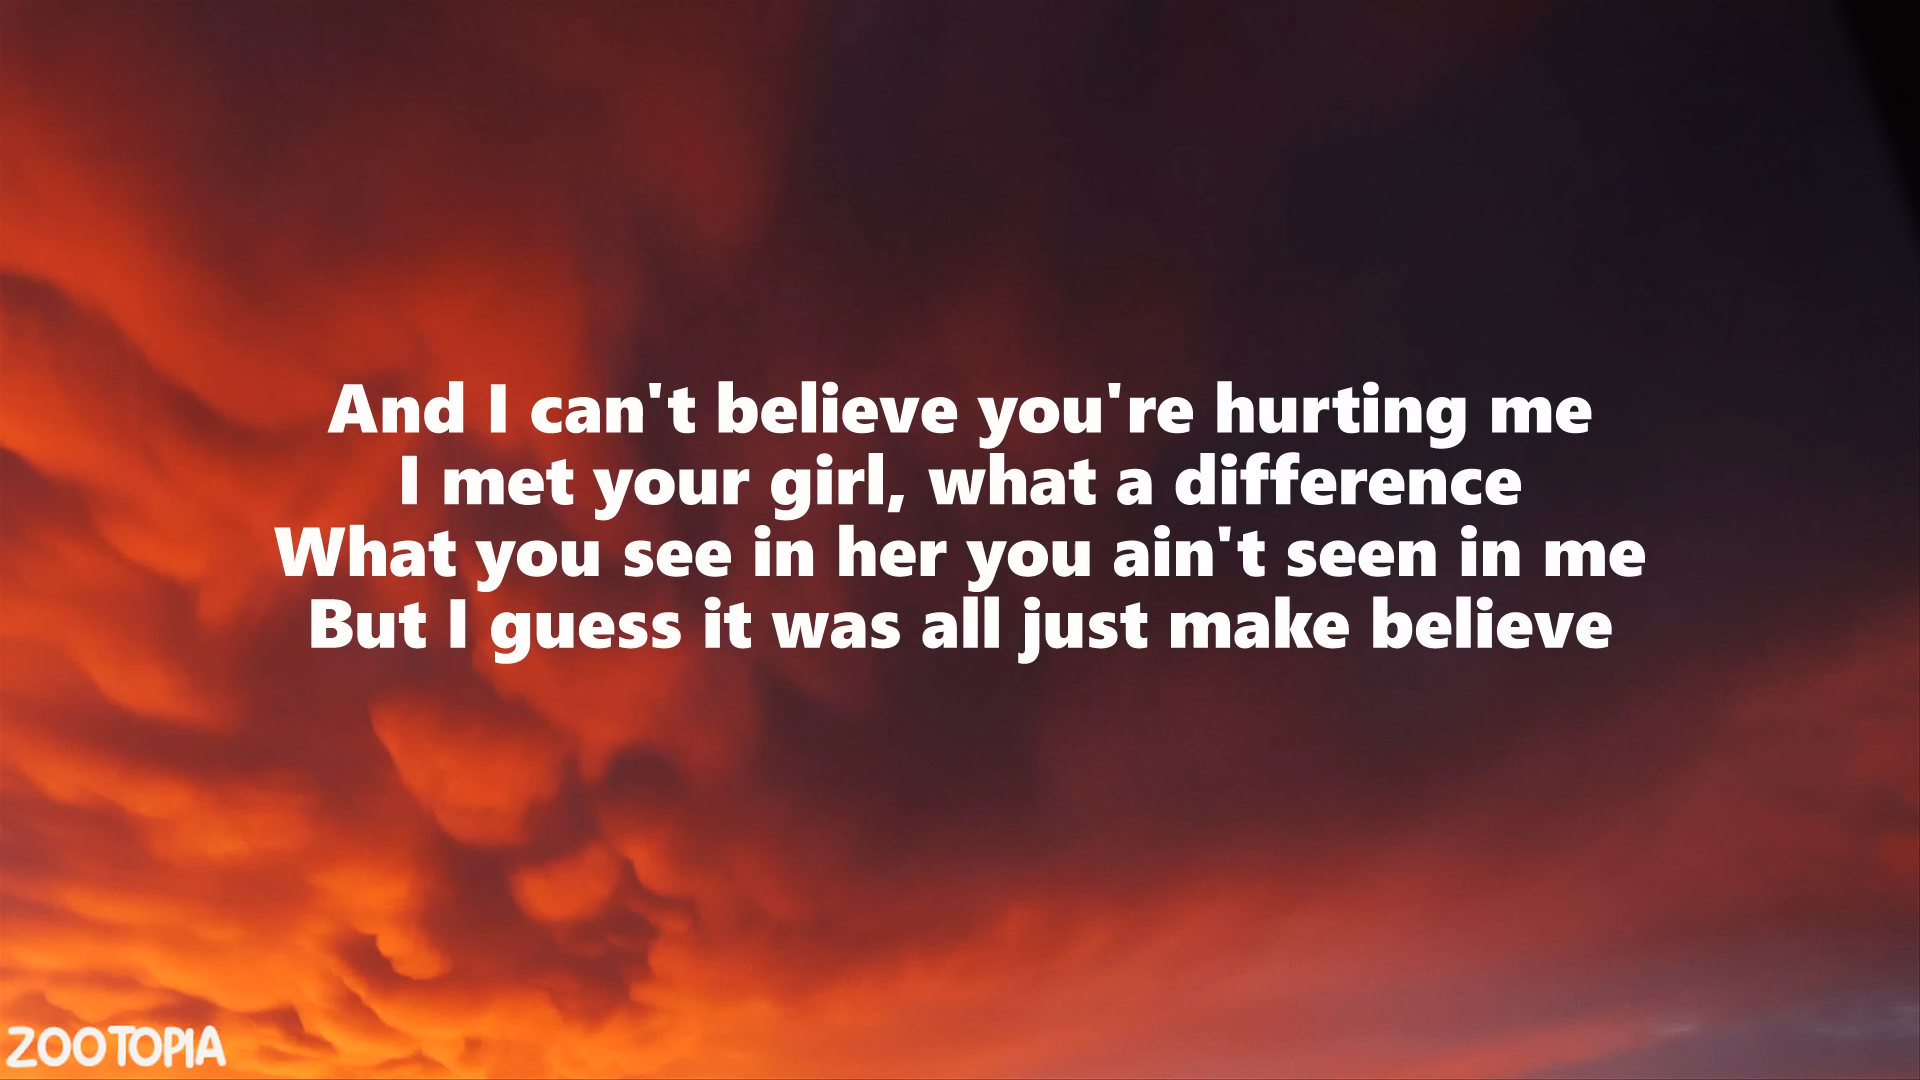 And I can't believe you're hurting me
I met your girl, what a difference
What you see in her you ain't seen in me
But I guess it was all just make believe
ZOOTOPIA